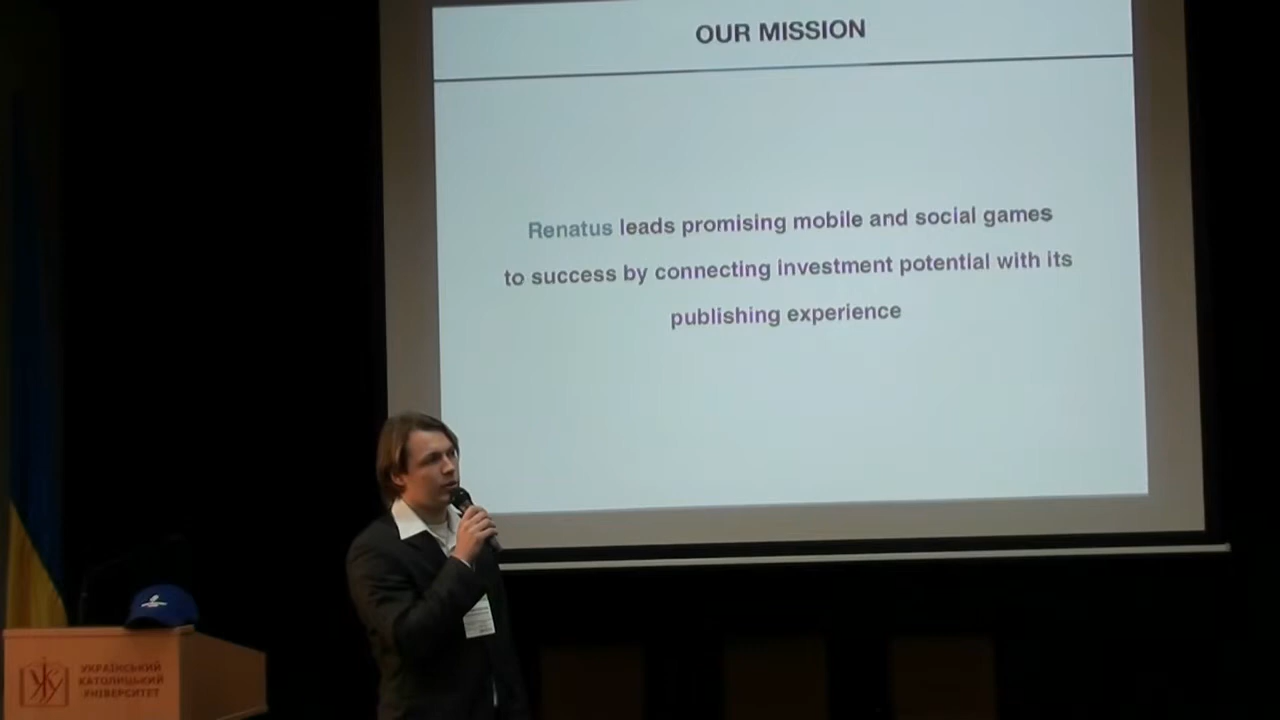 OUR MISSION
Renatus leads promising mobile and social games
to success by connecting investment potential with its
publishing experience
УКРАЇНСЬКИЙ
КАТОЛИЦЬКИЙ
УНІВЕРСИТЕТ